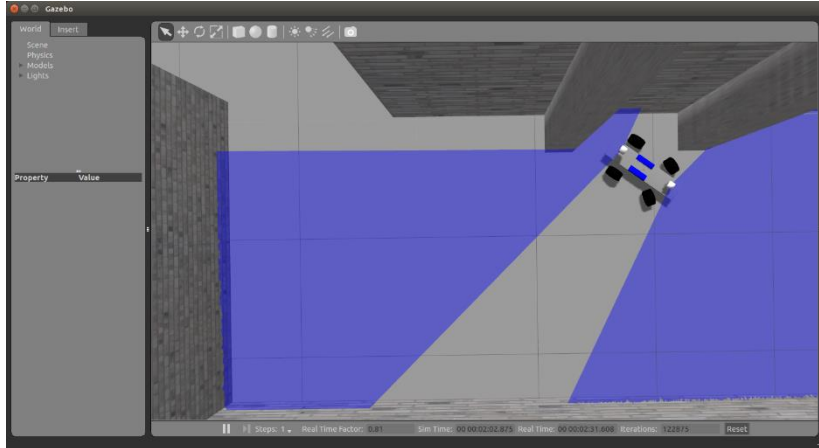 Gazebo
World Insert
Scene
Physics
Models
Lights
Property Value
Steps: 1 Real Time Factor: 0.81 Sim Time: 00 00:02:02.875 Real Time: 00 00:02:31.608 Iterations: 122875 Reset